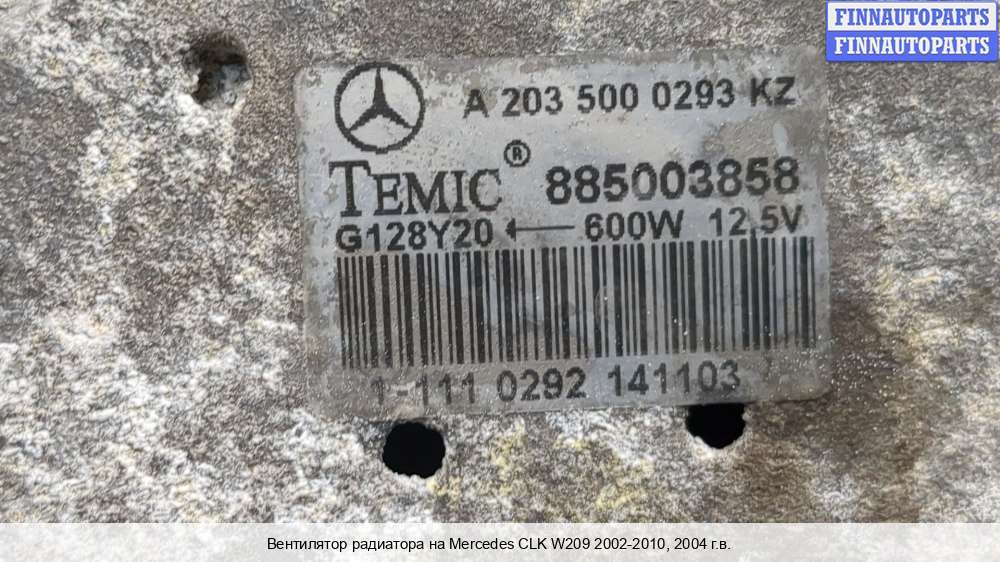 FINNAUTOPARTS
FINNAUTOPARTS
A 203 500 0293 KZ
TEMIC® 885003858
G128Y20 ← 600W 12,5V
1-111 0292 141103
Вентилятор радиатора на Mercedes CLK W209 2002-2010, 2004 г.в.